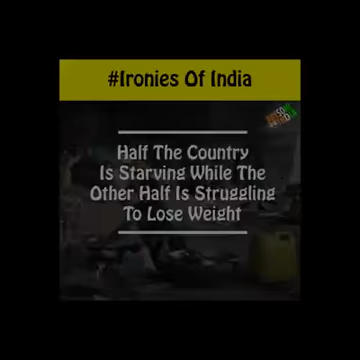 #Ironies Of India
Half The Country
Is Starving While The
Other Half Is Struggling
To Lose Weight